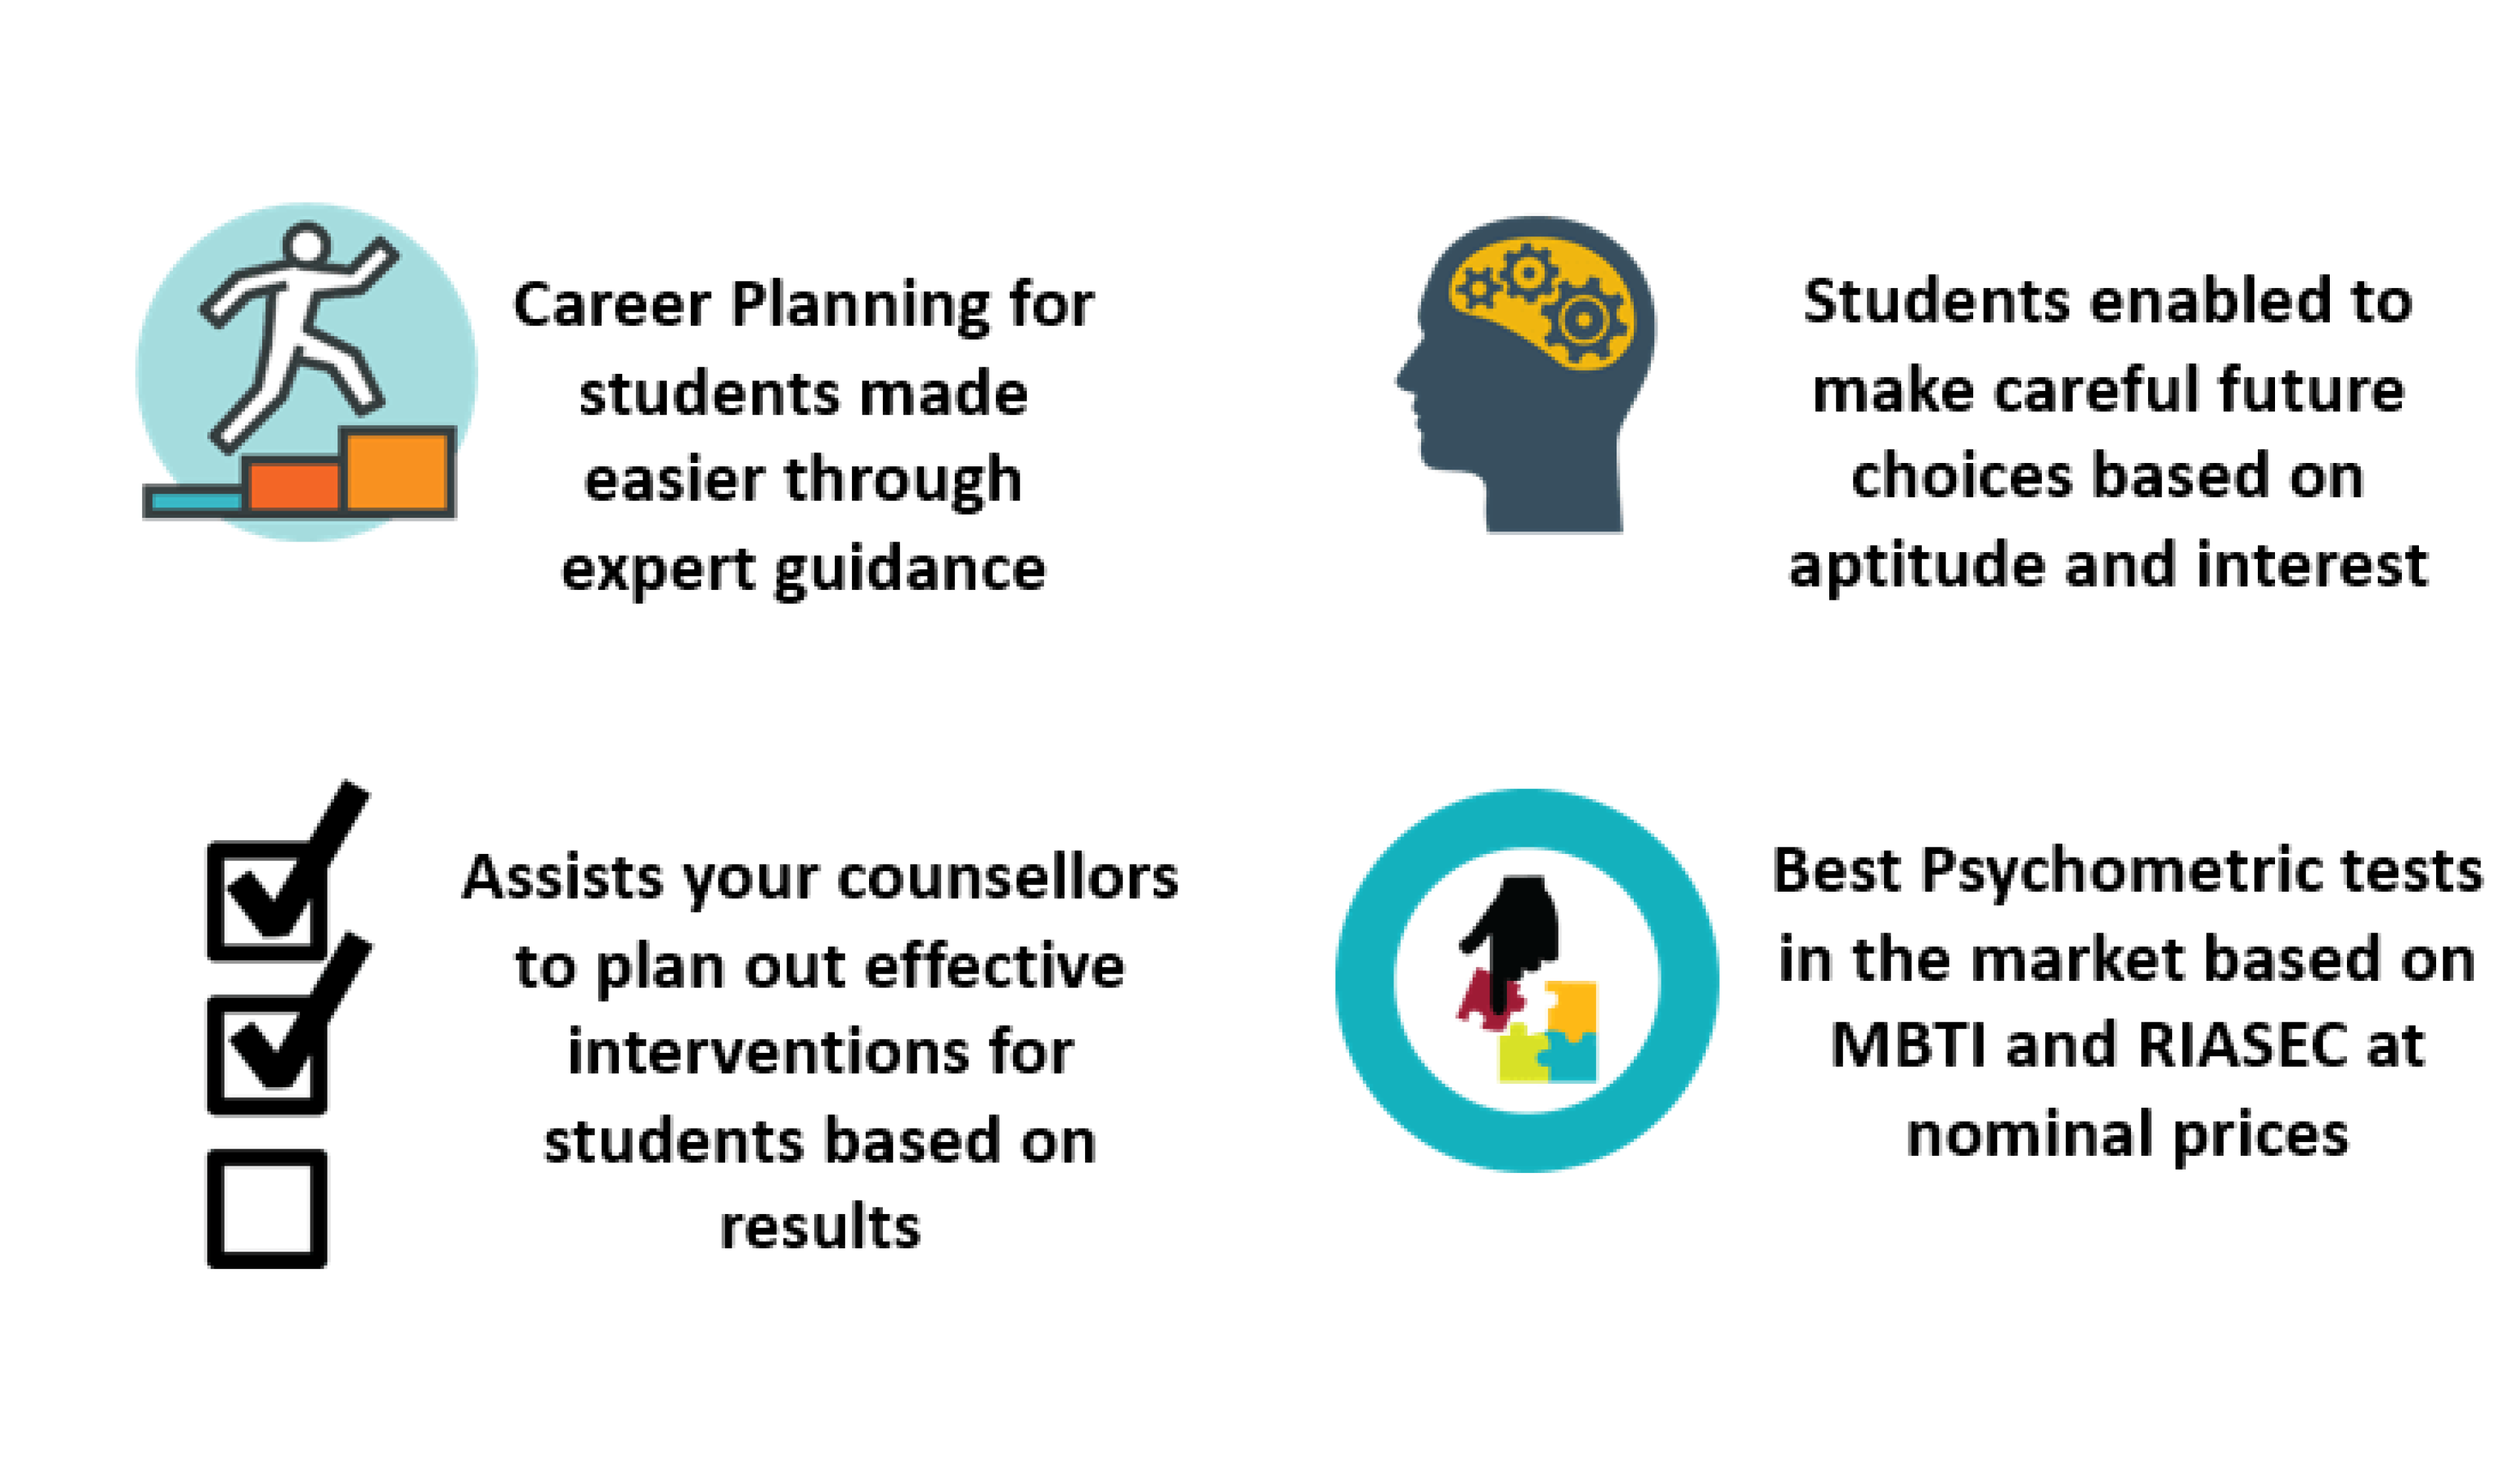 Career Planning for
students made
easier through
expert guidance
Students enabled to
make careful future
choices based on
aptitude and interest
Assists your counsellors
to plan out effective
interventions for
students based on
results
Best Psychometric tests
in the market based on
MBTI and RIASEC at
nominal prices